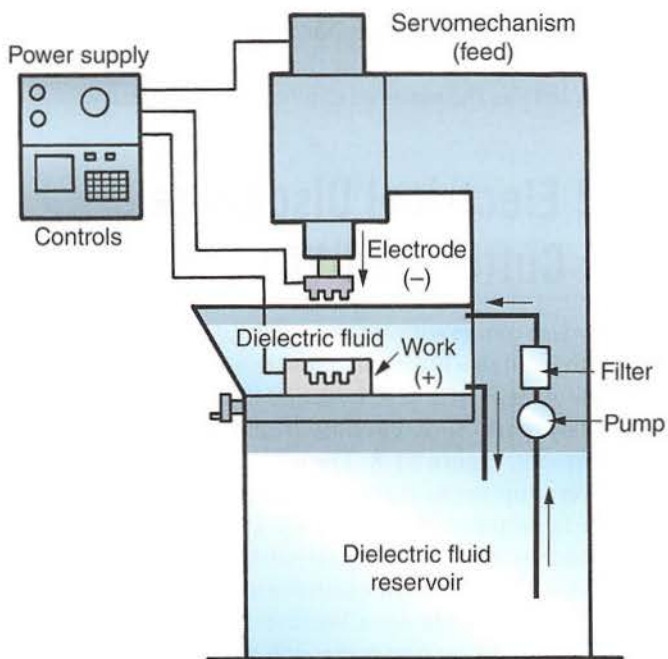 Servomechanism
(feed)
Power supply
Controls
Electrode
(–)
Dielectric fluid
Work
(+)
Filter
Pump
Dielectric fluid
reservoir